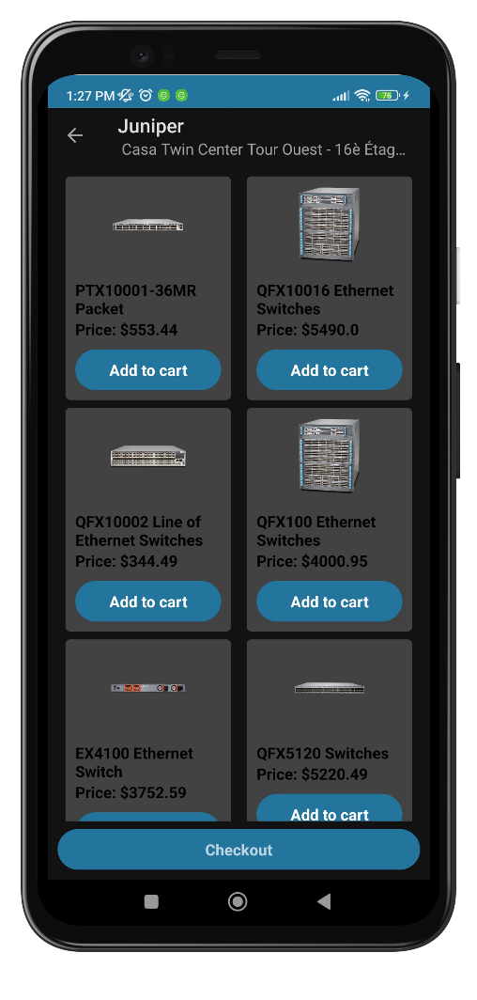 1:27 PM
76
Juniper
Casa Twin Center Tour Ouest - 16è Étag...
PTX10001-36MR
Packet
Price: $553.44
Add to cart
QFX10016 Ethernet
Switches
Price: $5490.0
Add to cart
QFX10002 Line of
Ethernet Switches
Price: $344.49
Add to cart
QFX100 Ethernet
Switches
Price: $4000.95
Add to cart
EX4100 Ethernet
Switch
Price: $3752.59
QFX5120 Switches
Price: $5220.49
Add to cart
Checkout